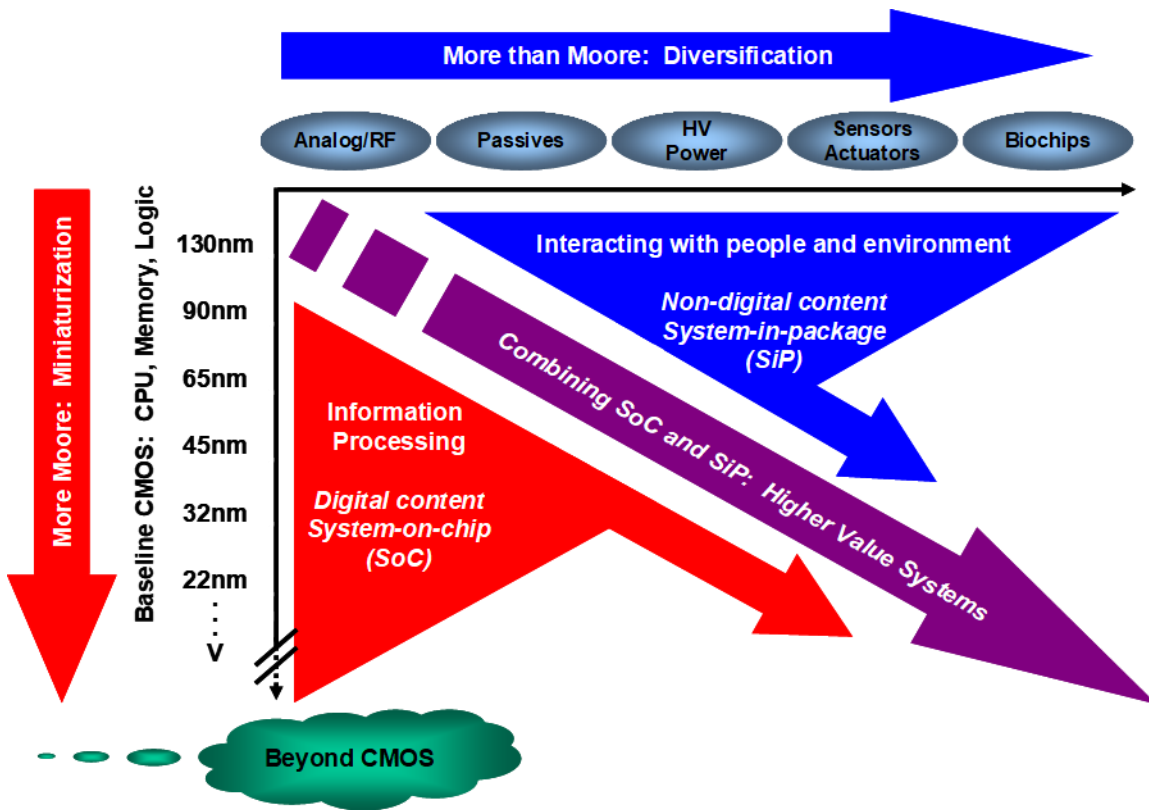 More than Moore: Diversification
Analog/RF
Passives
HV
Power
Sensors
Actuators
Biochips
More Moore: Miniaturization
Baseline CMOS: CPU, Memory, Logic
130nm
90nm
65nm
45nm
32nm
22nm
V
Interacting with people and environment
Non-digital content
System-in-package
(SiP)
Combining SoC and SiP: Higher Value Systems
Information
Processing
Digital content
System-on-chip
(SoC)
Beyond CMOS